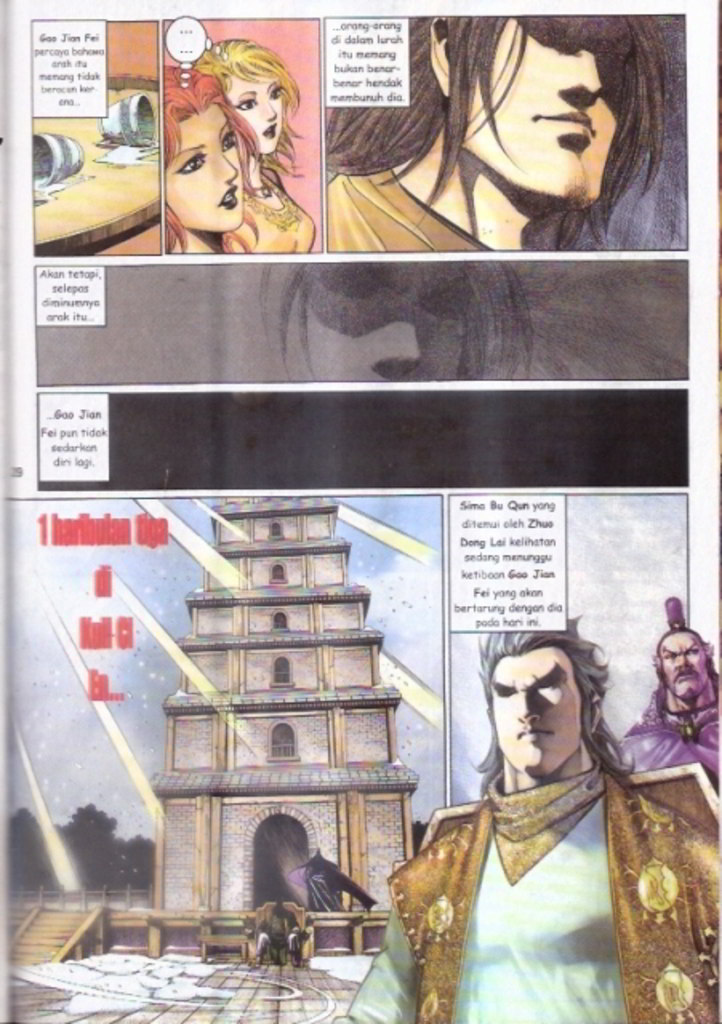 Gao Jian Fei
percaya bahawa
arak itu
memang tidak
beracun ker-
ana...
...
...orang-orang
di dalam lurah
itu memang
bukan benar-
benar hendak
membunuh dia.
Akan tetapi,
selepas
diminumnya
arak itu...
...Gao Jian
Fei pun tidak
sedarkan
diri lagi.
1 haribulan tiga
di
Kuil Ci
En...
Sima Bu Qun yang
ditemui oleh Zhuo
Dong Lai kelihatan
sedang menunggu
ketibaan Gao Jian
Fei yang akan
bertarung dengan dia
pada hari ini.